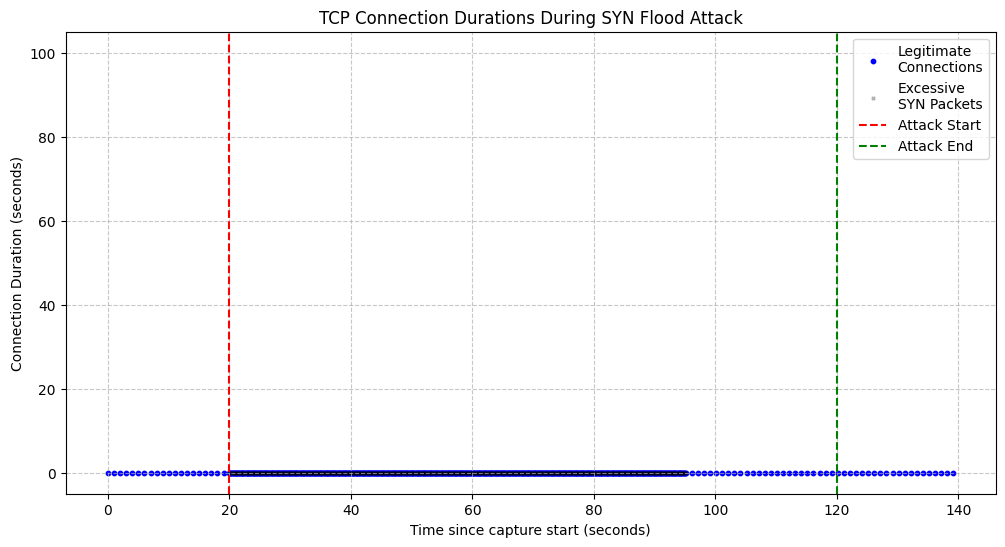 TCP Connection Durations During SYN Flood Attack
Connection Duration (seconds)
100
80
60
40
20
0
Legitimate
Connections
Excessive
SYN Packets
Attack Start
Attack End
0 20 40 60 80 100 120 140
Time since capture start (seconds)